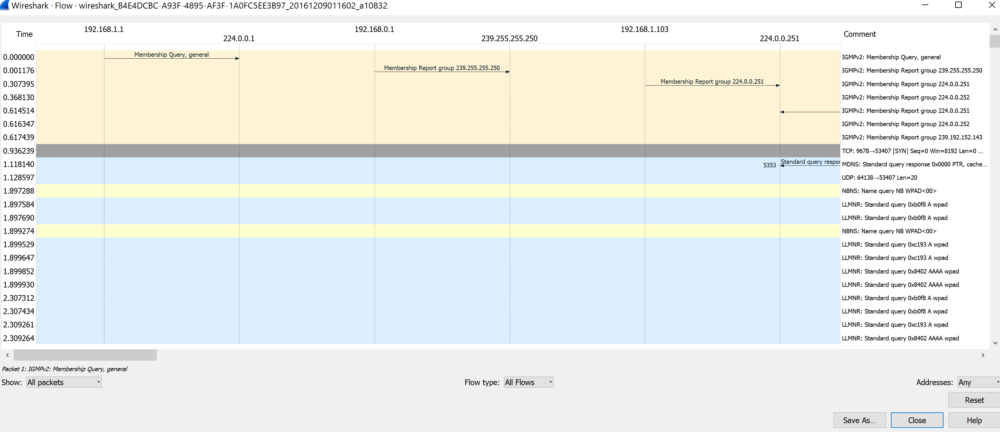 Wireshark · Flow · wireshark_B4E4DCBC-A93F-4895-AF3F-1A0FC5EE3B97_20161209011602_a10832
192.168.1.1 192.168.0.1 192.168.1.103
Time 224.0.0.1 239.255.255.250 224.0.0.251 Comment
0.000000 Membership Query, general IGMPv2: Membership Query, general
0.001176 Membership Report group 239.255.255.250 IGMPv2: Membership Report group 239.255.255.250
0.307395 Membership Report group 224.0.0.251 IGMPv2: Membership Report group 224.0.0.251
0.368130 IGMPv2: Membership Report group 224.0.0.252
0.614514 IGMPv2: Membership Report group 224.0.0.251
0.616347 IGMPv2: Membership Report group 224.0.0.252
0.617439 IGMPv2: Membership Report group 239.192.152.143
0.936239 TCP: 9678→53407 [SYN] Seq=0 Win=8192 Len=0 ...
1.118140 5353 Standard query respor MDNS: Standard query response 0x0000 PTR, cache...
1.128597 UDP: 64138→53407 Len=20
1.897288 NBNS: Name query NB WPAD<00>
1.897584 LLMNR: Standard query 0xb0f8 A wpad
1.897690 LLMNR: Standard query 0xb0f8 A wpad
1.899274 NBNS: Name query NB WPAD<00>
1.899529 LLMNR: Standard query 0xc193 A wpad
1.899647 LLMNR: Standard query 0xc193 A wpad
1.899852 LLMNR: Standard query 0x8402 AAAA wpad
1.899930 LLMNR: Standard query 0x8402 AAAA wpad
2.307312 LLMNR: Standard query 0xb0f8 A wpad
2.307434 LLMNR: Standard query 0xb0f8 A wpad
2.309261 LLMNR: Standard query 0xc193 A wpad
2.309264 LLMNR: Standard query 0x8402 AAAA wpad
Packet 1: IGMPv2: Membership Query, general
Show: All packets Flow type: All Flows Addresses: Any
Reset
Save As... Close Help